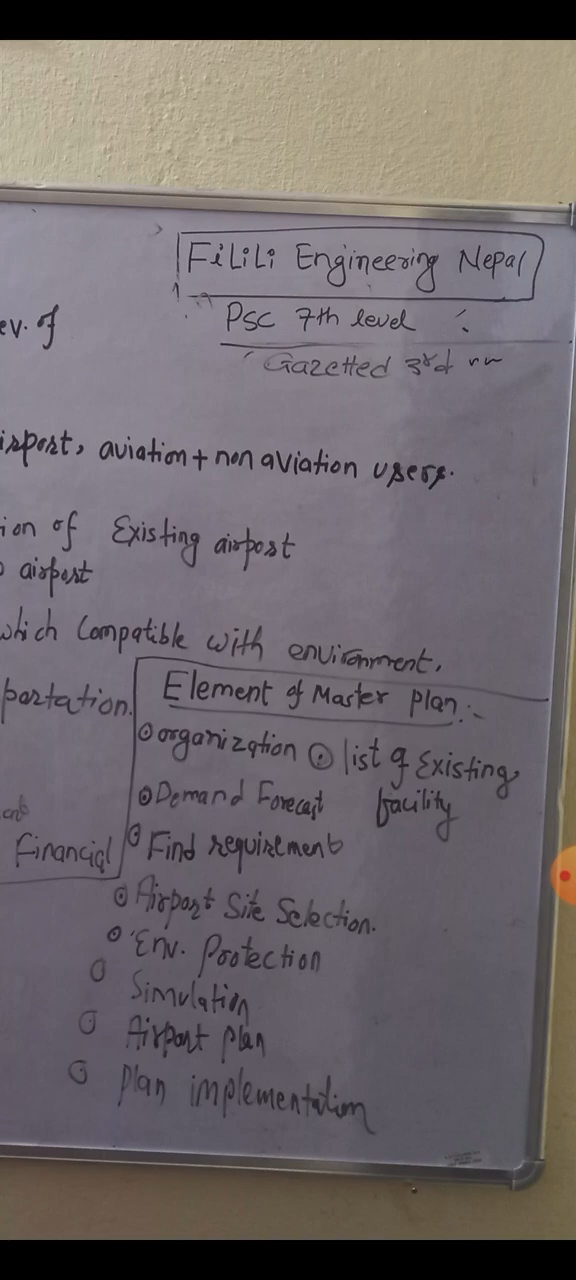 FiLiLi Engineering Nepal
Psc 7th level :
Gazetted 3rd
ev. of
irport, aviation + non aviation users.
ion of Existing airport
airport
which Compatible with environment.
portation.
Element of Master plan :-
organization
List of Existing facility
Demand Forecast
Financial
Find requirement
Airport Site Selection.
Env. Protection
Simulation
Airport plan
plan implementation